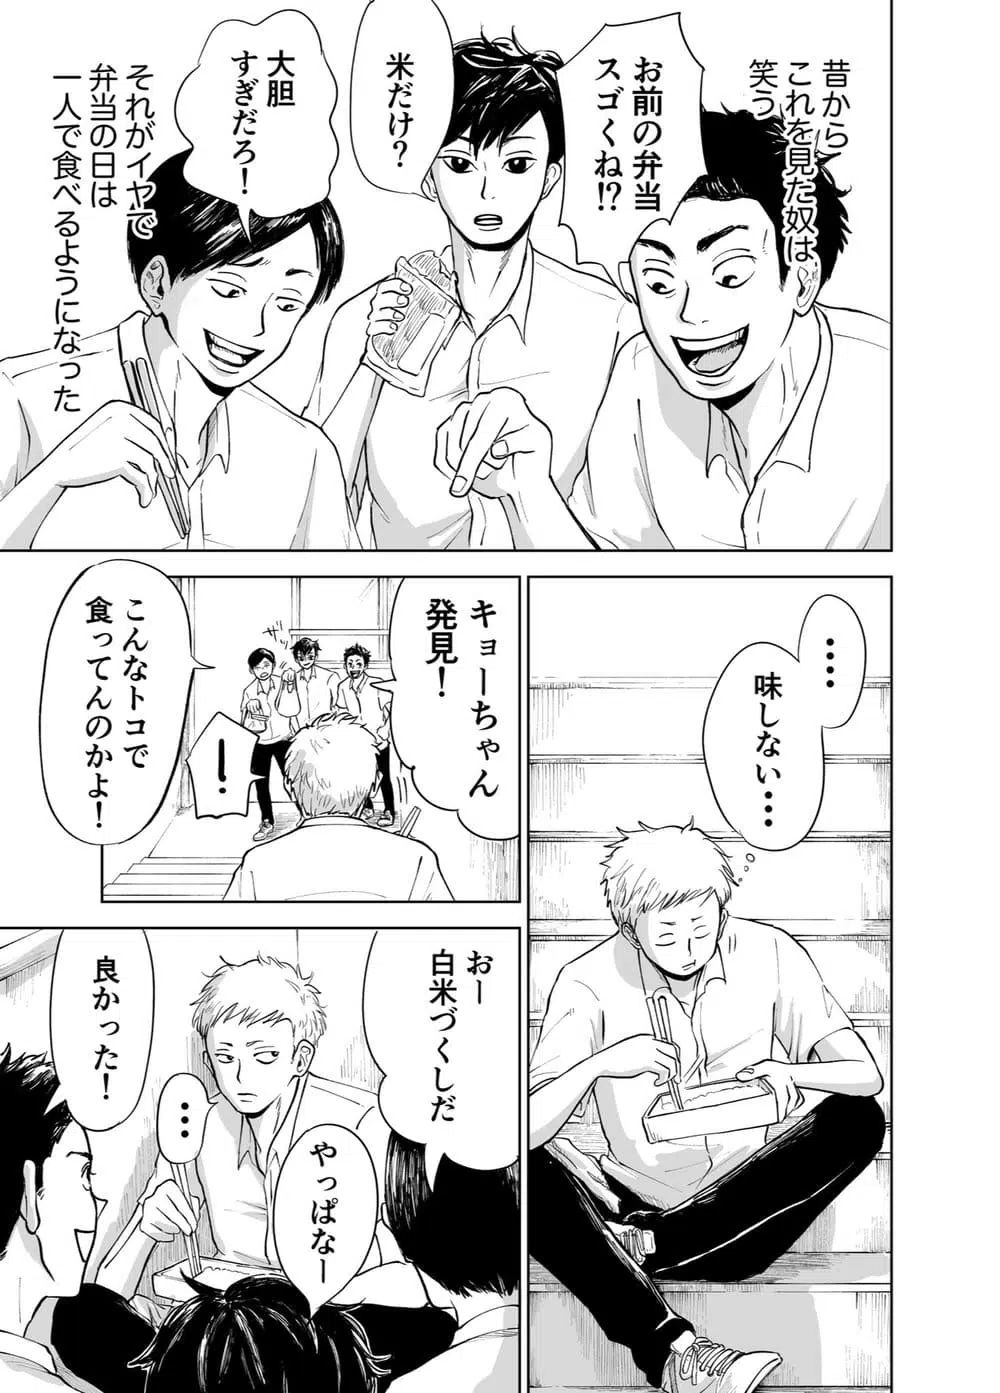 昔から
これを見た奴は
笑う
お前の弁当
スゴくね!?
米だけ?
大胆
すぎだろ!
それがイヤで
弁当の日は
一人で食べるようになった
・・・・
味しない・・・
キョーちゃん
発見!
ザッ
!
こんなトコで
食ってんのかよ!
おー
白米づくしだ
やっぱなー
・・・
良かった!